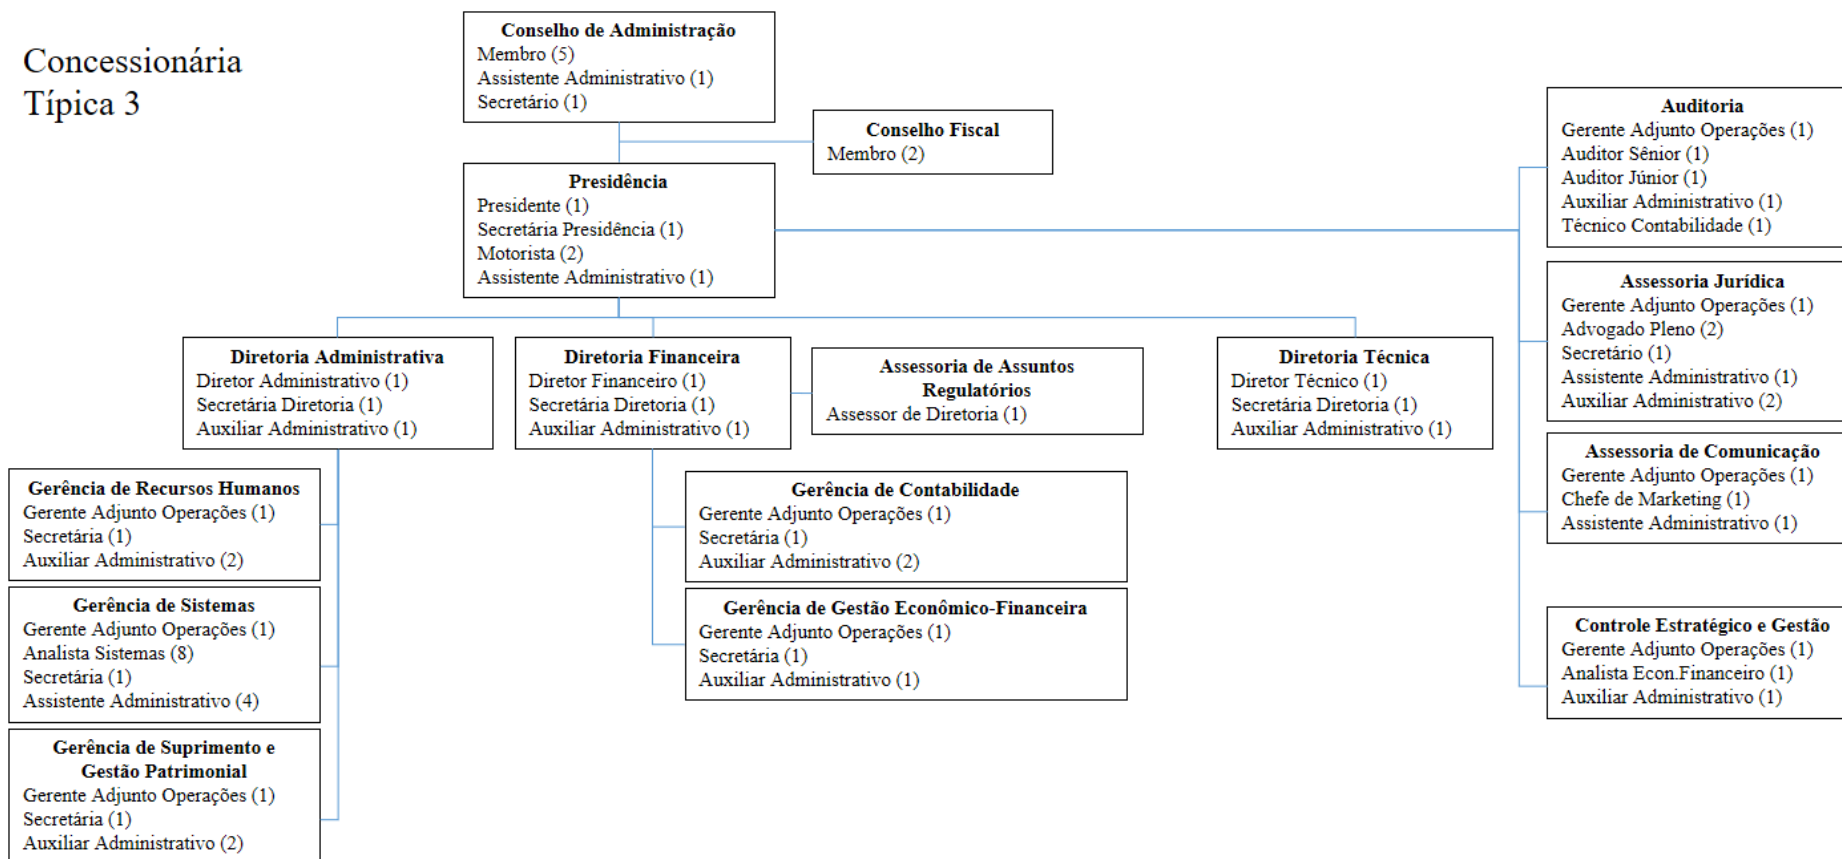 Concessionária
Típica 3
Conselho de Administração
Membro (5)
Assistente Administrativo (1)
Secretário (1)
Conselho Fiscal
Membro (2)
Presidência
Presidente (1)
Secretária Presidência (1)
Motorista (2)
Assistente Administrativo (1)
Auditoria
Gerente Adjunto Operações (1)
Auditor Sênior (1)
Auditor Júnior (1)
Auxiliar Administrativo (1)
Técnico Contabilidade (1)
Assessoria Jurídica
Gerente Adjunto Operações (1)
Advogado Pleno (2)
Secretário (1)
Assistente Administrativo (1)
Auxiliar Administrativo (2)
Assessoria de Comunicação
Gerente Adjunto Operações (1)
Chefe de Marketing (1)
Assistente Administrativo (1)
Controle Estratégico e Gestão
Gerente Adjunto Operações (1)
Analista Econ.Financeiro (1)
Auxiliar Administrativo (1)
Diretoria Administrativa
Diretor Administrativo (1)
Secretária Diretoria (1)
Auxiliar Administrativo (1)
Diretoria Financeira
Diretor Financeiro (1)
Secretária Diretoria (1)
Auxiliar Administrativo (1)
Assessoria de Assuntos
Regulatórios
Assessor de Diretoria (1)
Diretoria Técnica
Diretor Técnico (1)
Secretária Diretoria (1)
Auxiliar Administrativo (1)
Gerência de Recursos Humanos
Gerente Adjunto Operações (1)
Secretária (1)
Auxiliar Administrativo (2)
Gerência de Sistemas
Gerente Adjunto Operações (1)
Analista Sistemas (8)
Secretária (1)
Assistente Administrativo (4)
Gerência de Suprimento e
Gestão Patrimonial
Gerente Adjunto Operações (1)
Secretária (1)
Auxiliar Administrativo (2)
Gerência de Contabilidade
Gerente Adjunto Operações (1)
Secretária (1)
Auxiliar Administrativo (2)
Gerência de Gestão Econômico-Financeira
Gerente Adjunto Operações (1)
Secretária (1)
Auxiliar Administrativo (1)